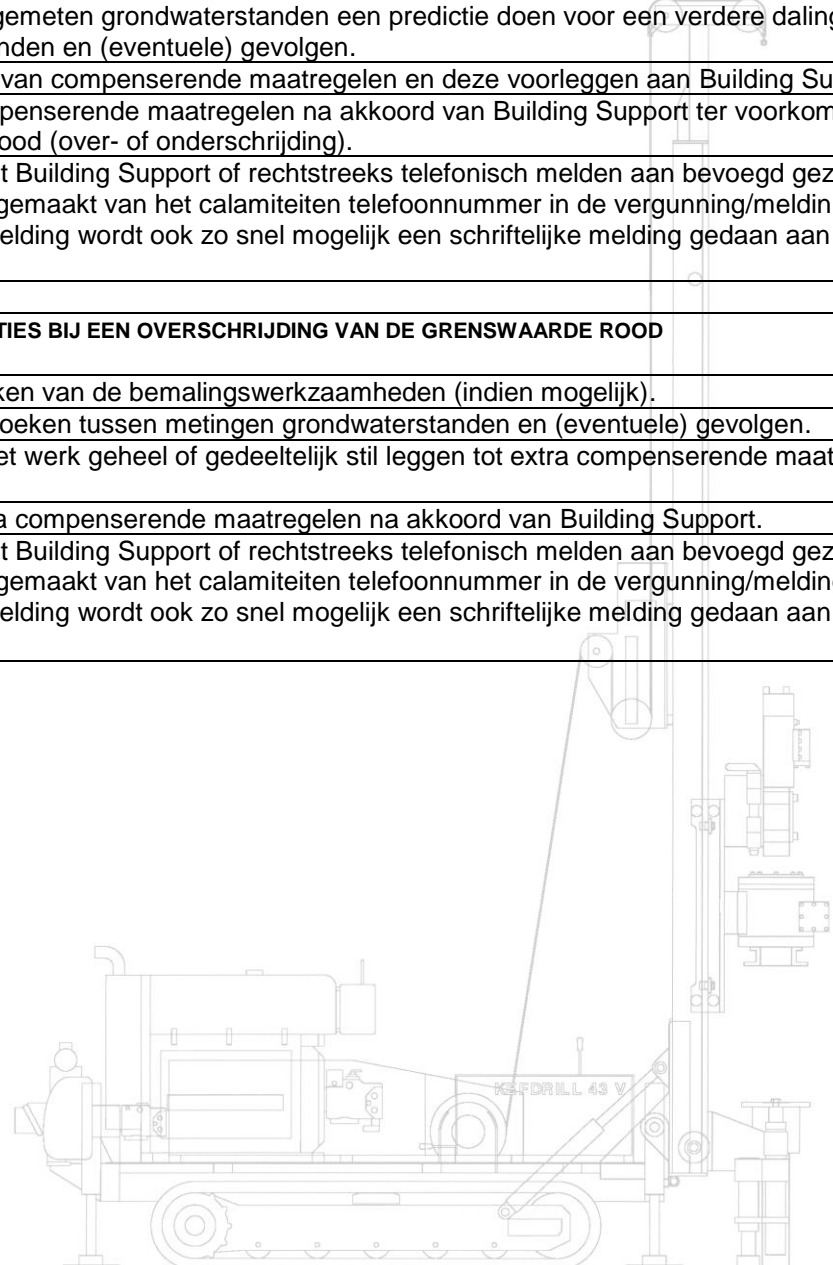 gemeten grondwaterstanden een predictie doen voor een verdere daling
nden en (eventuele) gevolgen.
van compenserende maatregelen en deze voorleggen aan Building Su
penserende maatregelen na akkoord van Building Support ter voorkom
ood (over- of onderschrijding).
t Building Support of rechtstreeks telefonisch melden aan bevoegd gez
gemaakt van het calamiteiten telefoonnummer in de vergunning/meldin
elding wordt ook zo snel mogelijk een schriftelijke melding gedaan aan
TIES BIJ EEN OVERSCHRIJDING VAN DE GRENSWAARDE ROOD
ken van de bemalingswerkzaamheden (indien mogelijk).
oeken tussen metingen grondwaterstanden en (eventuele) gevolgen.
et werk geheel of gedeeltelijk stil leggen tot extra compenserende maat
a compenserende maatregelen na akkoord van Building Support.
t Building Support of rechtstreeks telefonisch melden aan bevoegd gez
gemaakt van het calamiteiten telefoonnummer in de vergunning/melding
elding wordt ook zo snel mogelijk een schriftelijke melding gedaan aan
DRILL 43 V